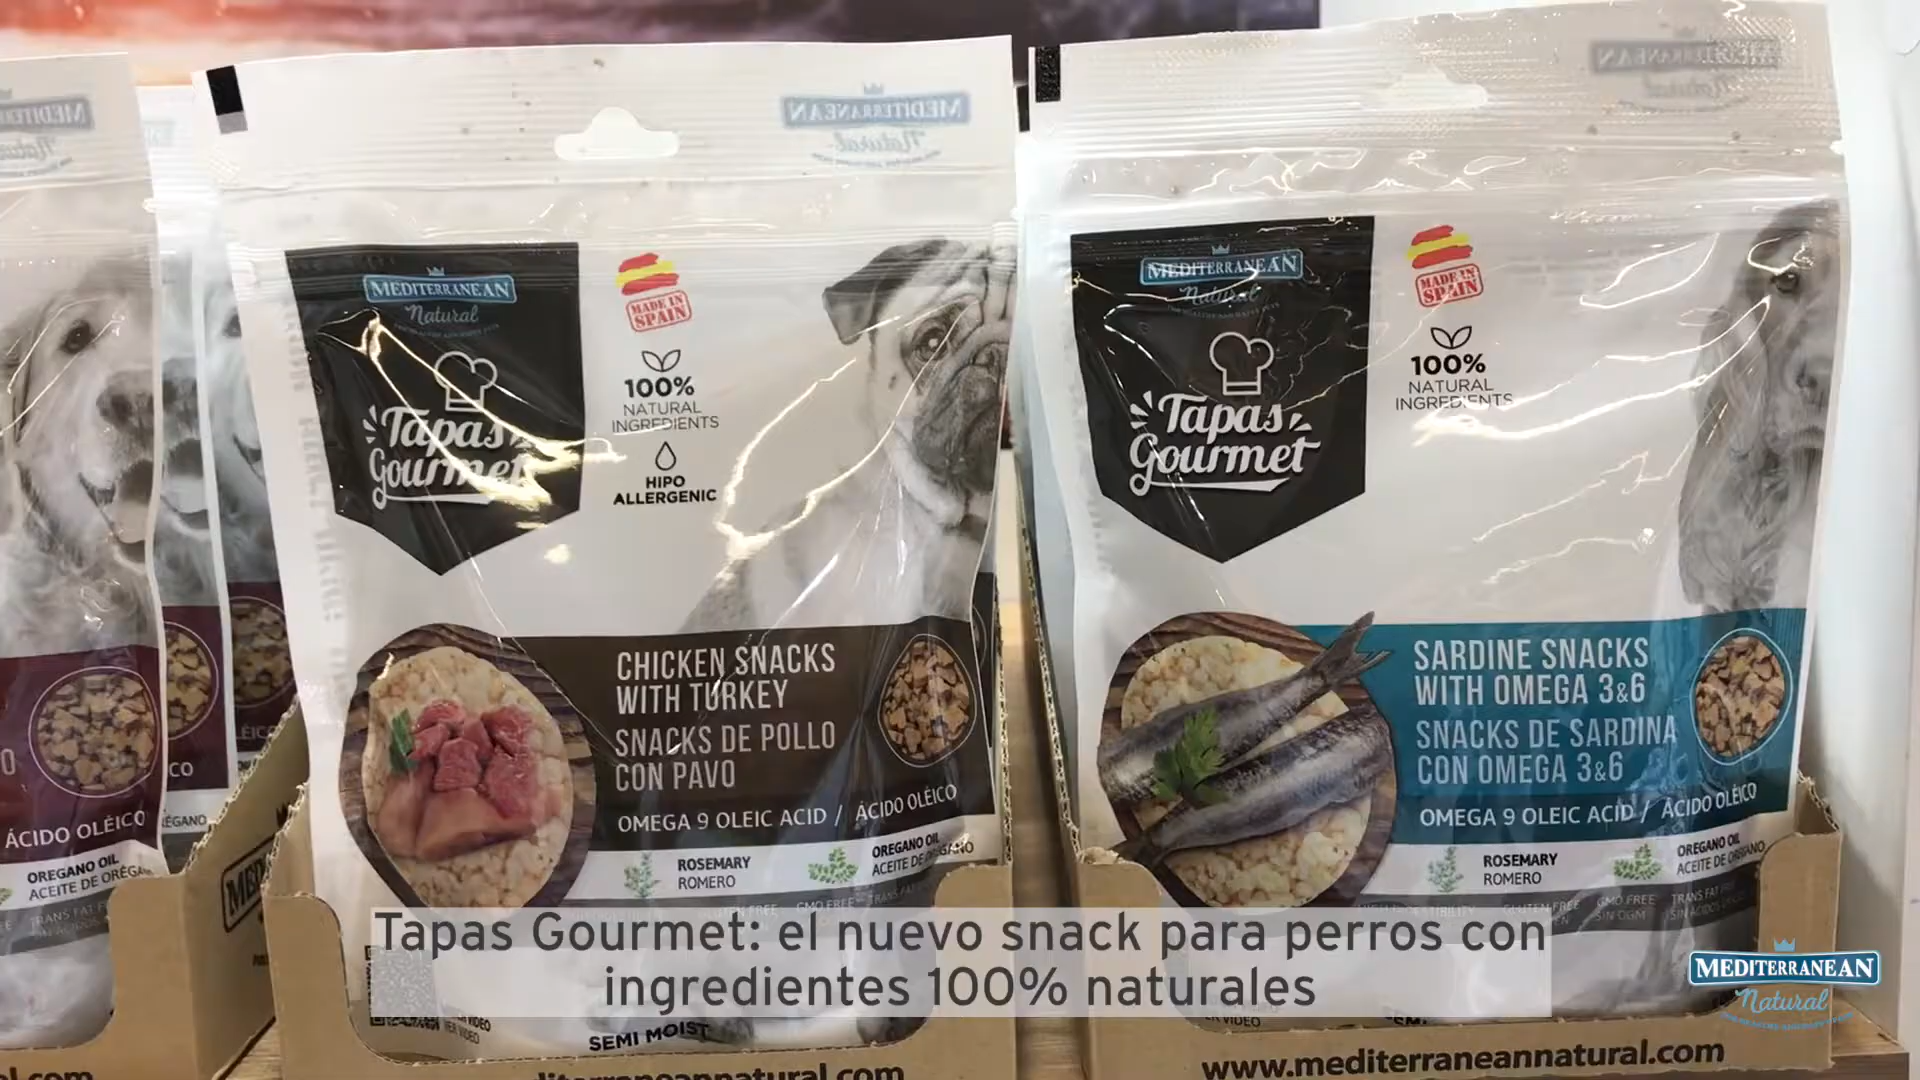 MEDITERRANEAN
Natural
Tapas
Gourmet
MADE IN
SPAIN
100%
NATURAL
INGREDIENTS
HIPO
ALLERGENIC
CHICKEN SNACKS
WITH TURKEY
SNACKS DE POLLO
CON PAVO
OMEGA 9 OLEIC ACID / ÁCIDO OLÉICO
ROSEMARY
ROMERO
OREGANO OIL
ACEITE DE ORÉGANO
GLUTEN FREE
GMO FREE
SEMI MOIST
MEDITERRANEAN
Natural
Tapas
Gourmet
MADE IN
SPAIN
100%
NATURAL
INGREDIENTS
SARDINE SNACKS
WITH OMEGA 3&6
SNACKS DE SARDINA
CON OMEGA 3&6
OMEGA 9 OLEIC ACID / ÁCIDO OLÉICO
ROSEMARY
ROMERO
OREGANO OIL
ACEITE DE ORÉGANO
GLUTEN FREE
GMO FREE
SIN OGM
www.mediterraneannatural.com
ÁCIDO OLÉICO
OREGANO OIL
ACEITE DE
Tapas Gourmet: el nuevo snack para perros con
ingredientes 100% naturales
MEDITERRANEAN
Natural